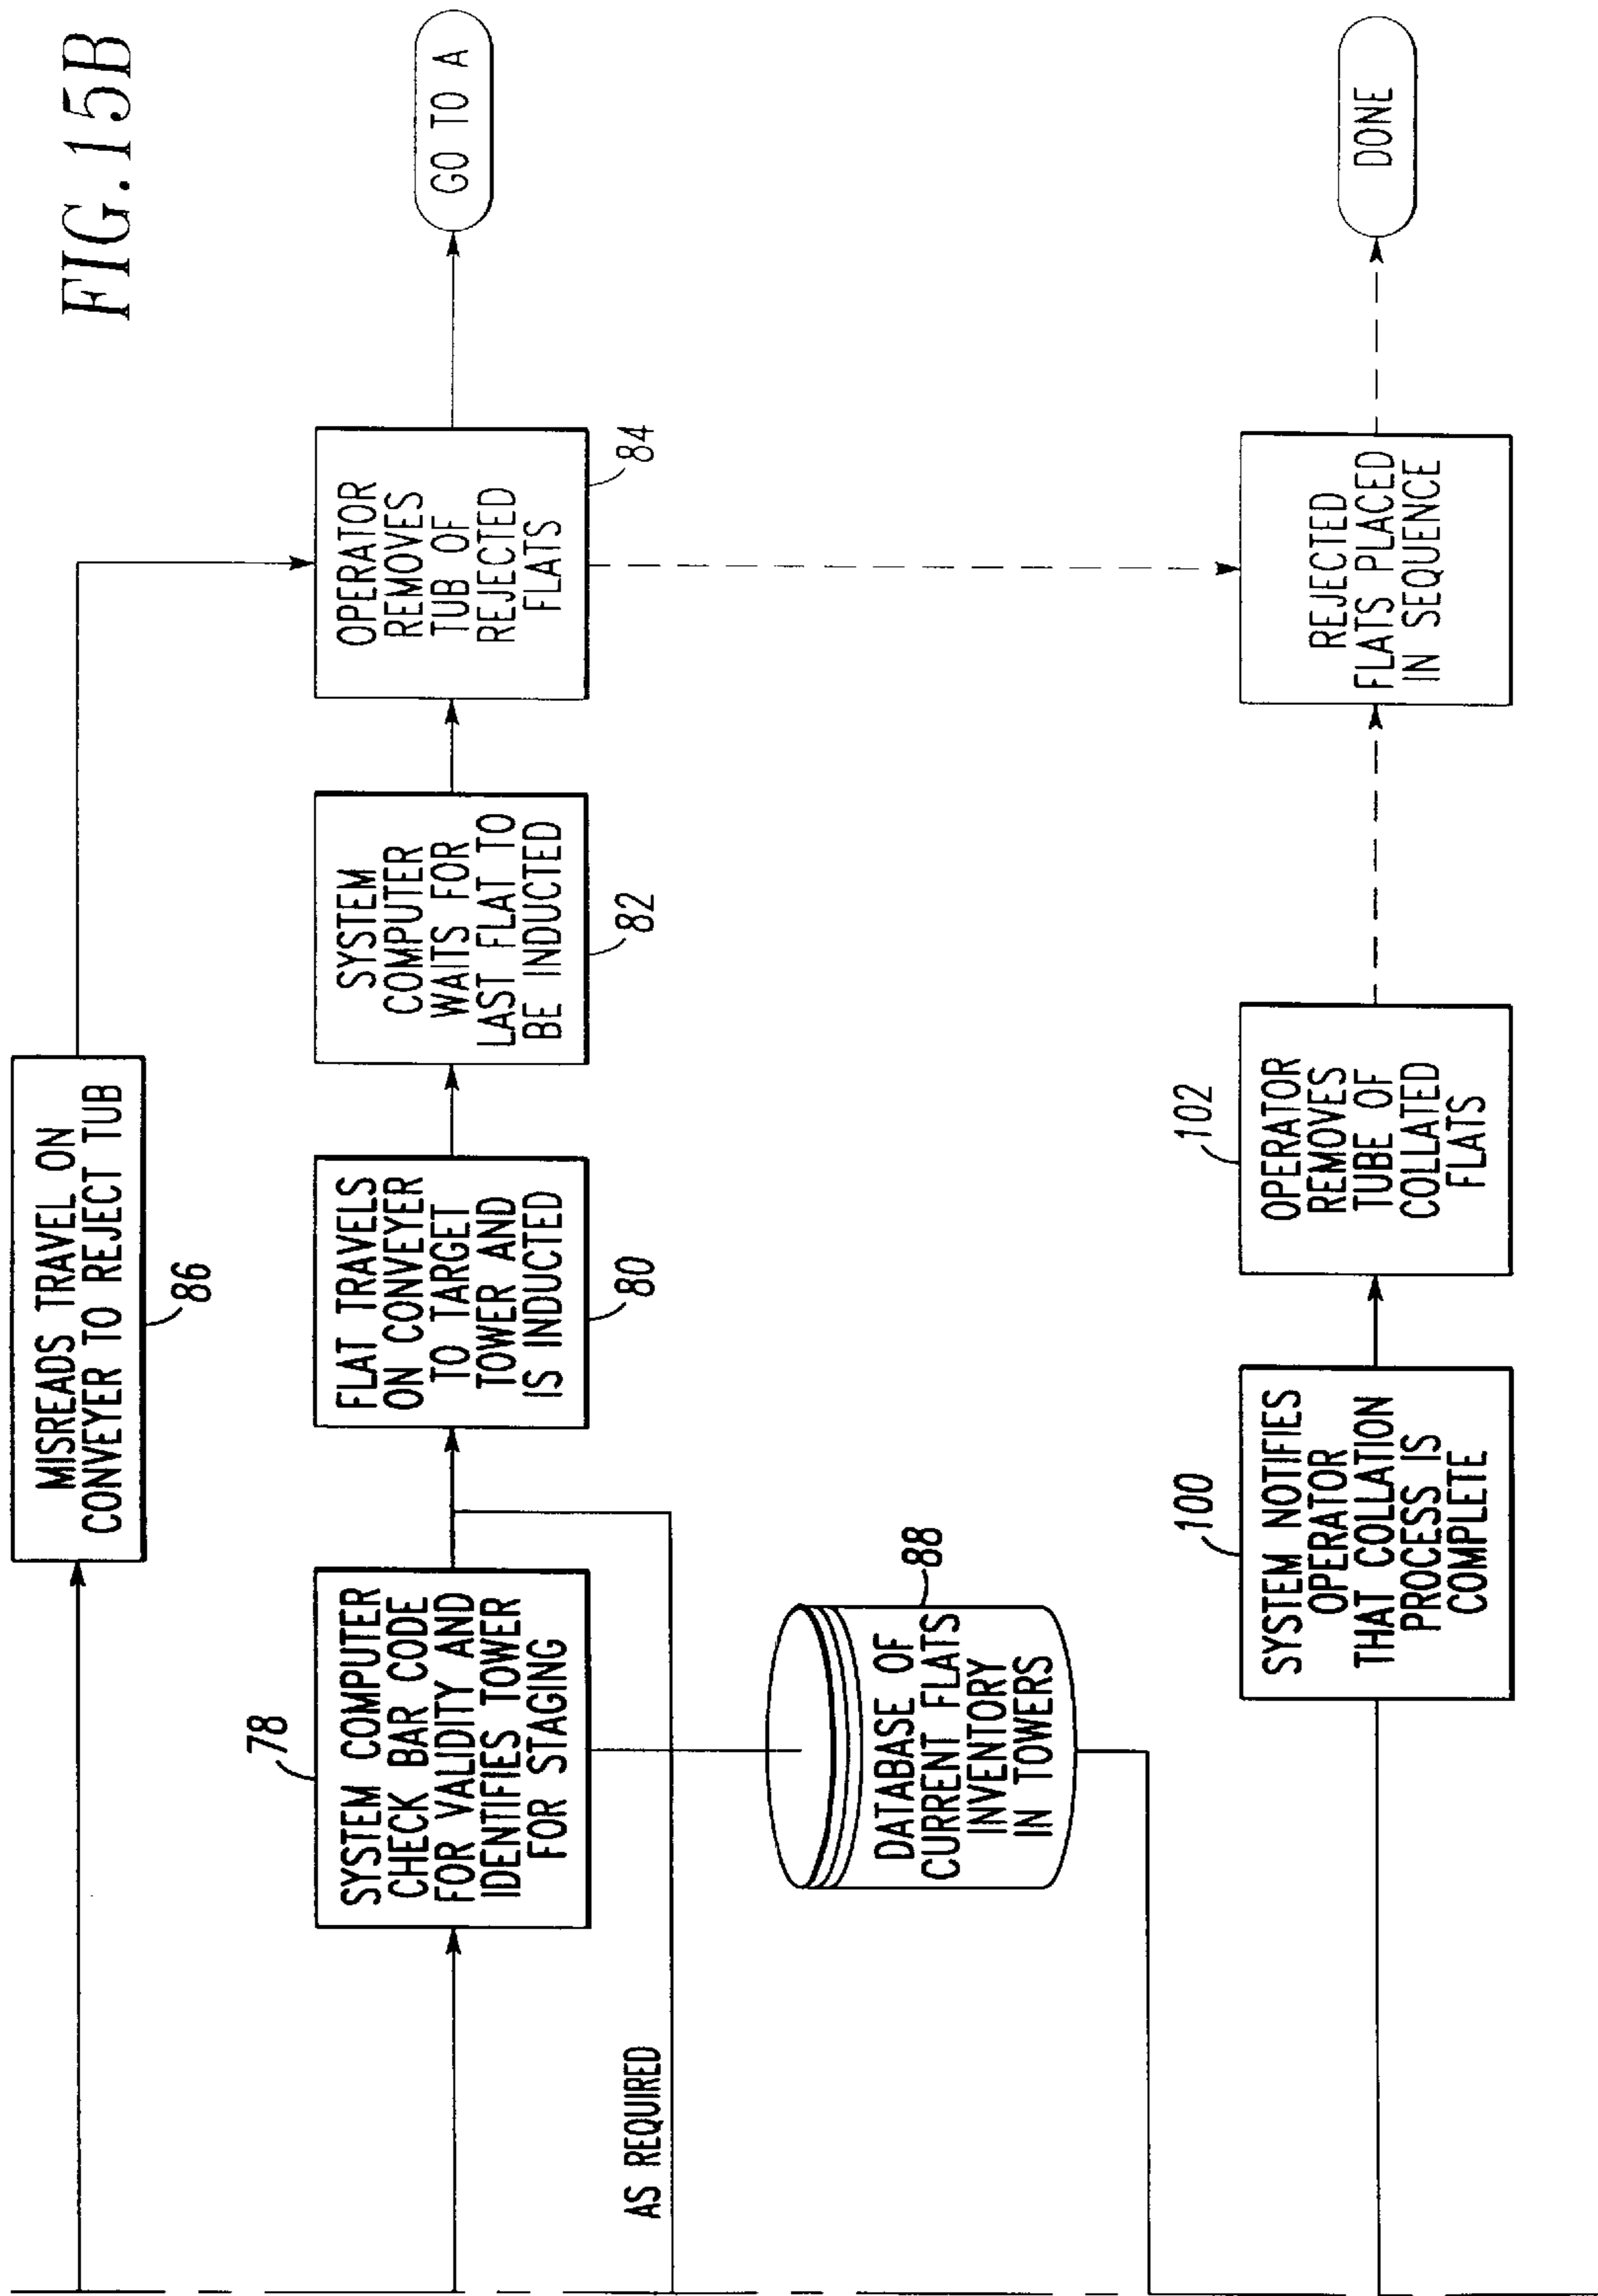 FIG.15B
MISREADS TRAVEL ON
CONVEYER TO REJECT TUB
86
78
SYSTEM COMPUTER
CHECK BAR CODE
FOR VALIDITY AND
IDENTIFIES TOWER
FOR STAGING
FLAT TRAVELS
ON CONVEYER
TO TARGET
TOWER AND
IS INDUCTED
80
SYSTEM
COMPUTER
WAITS FOR
LAST FLAT TO
BE INDUCTED
82
OPERATOR
REMOVES
TUB OF
REJECTED
FLATS
84
GO TO A
AS REQUIRED
88
DATABASE OF
CURRENT FLATS
INVENTORY
IN TOWERS
100
SYSTEM NOTIFIES
OPERATOR
THAT COLLATION
PROCESS IS
COMPLETE
102
OPERATOR
REMOVES
TUBE OF
COLLATED
FLATS
REJECTED
FLATS PLACED
IN SEQUENCE
DONE